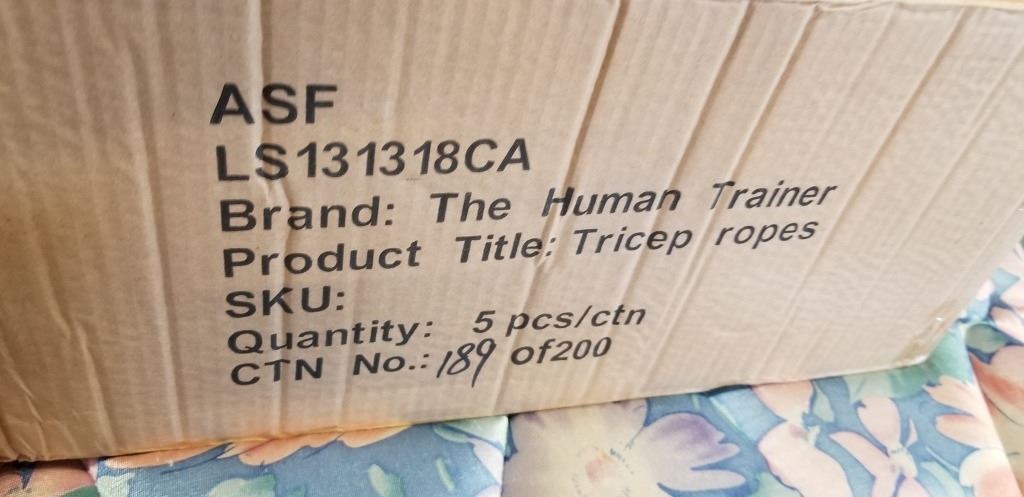 ASF
LS131318CA
Brand: The Human Trainer
Product Title: Tricep ropes
SKU:
Quantity: 5 pcs/ctn
CTN No.: 189 of200